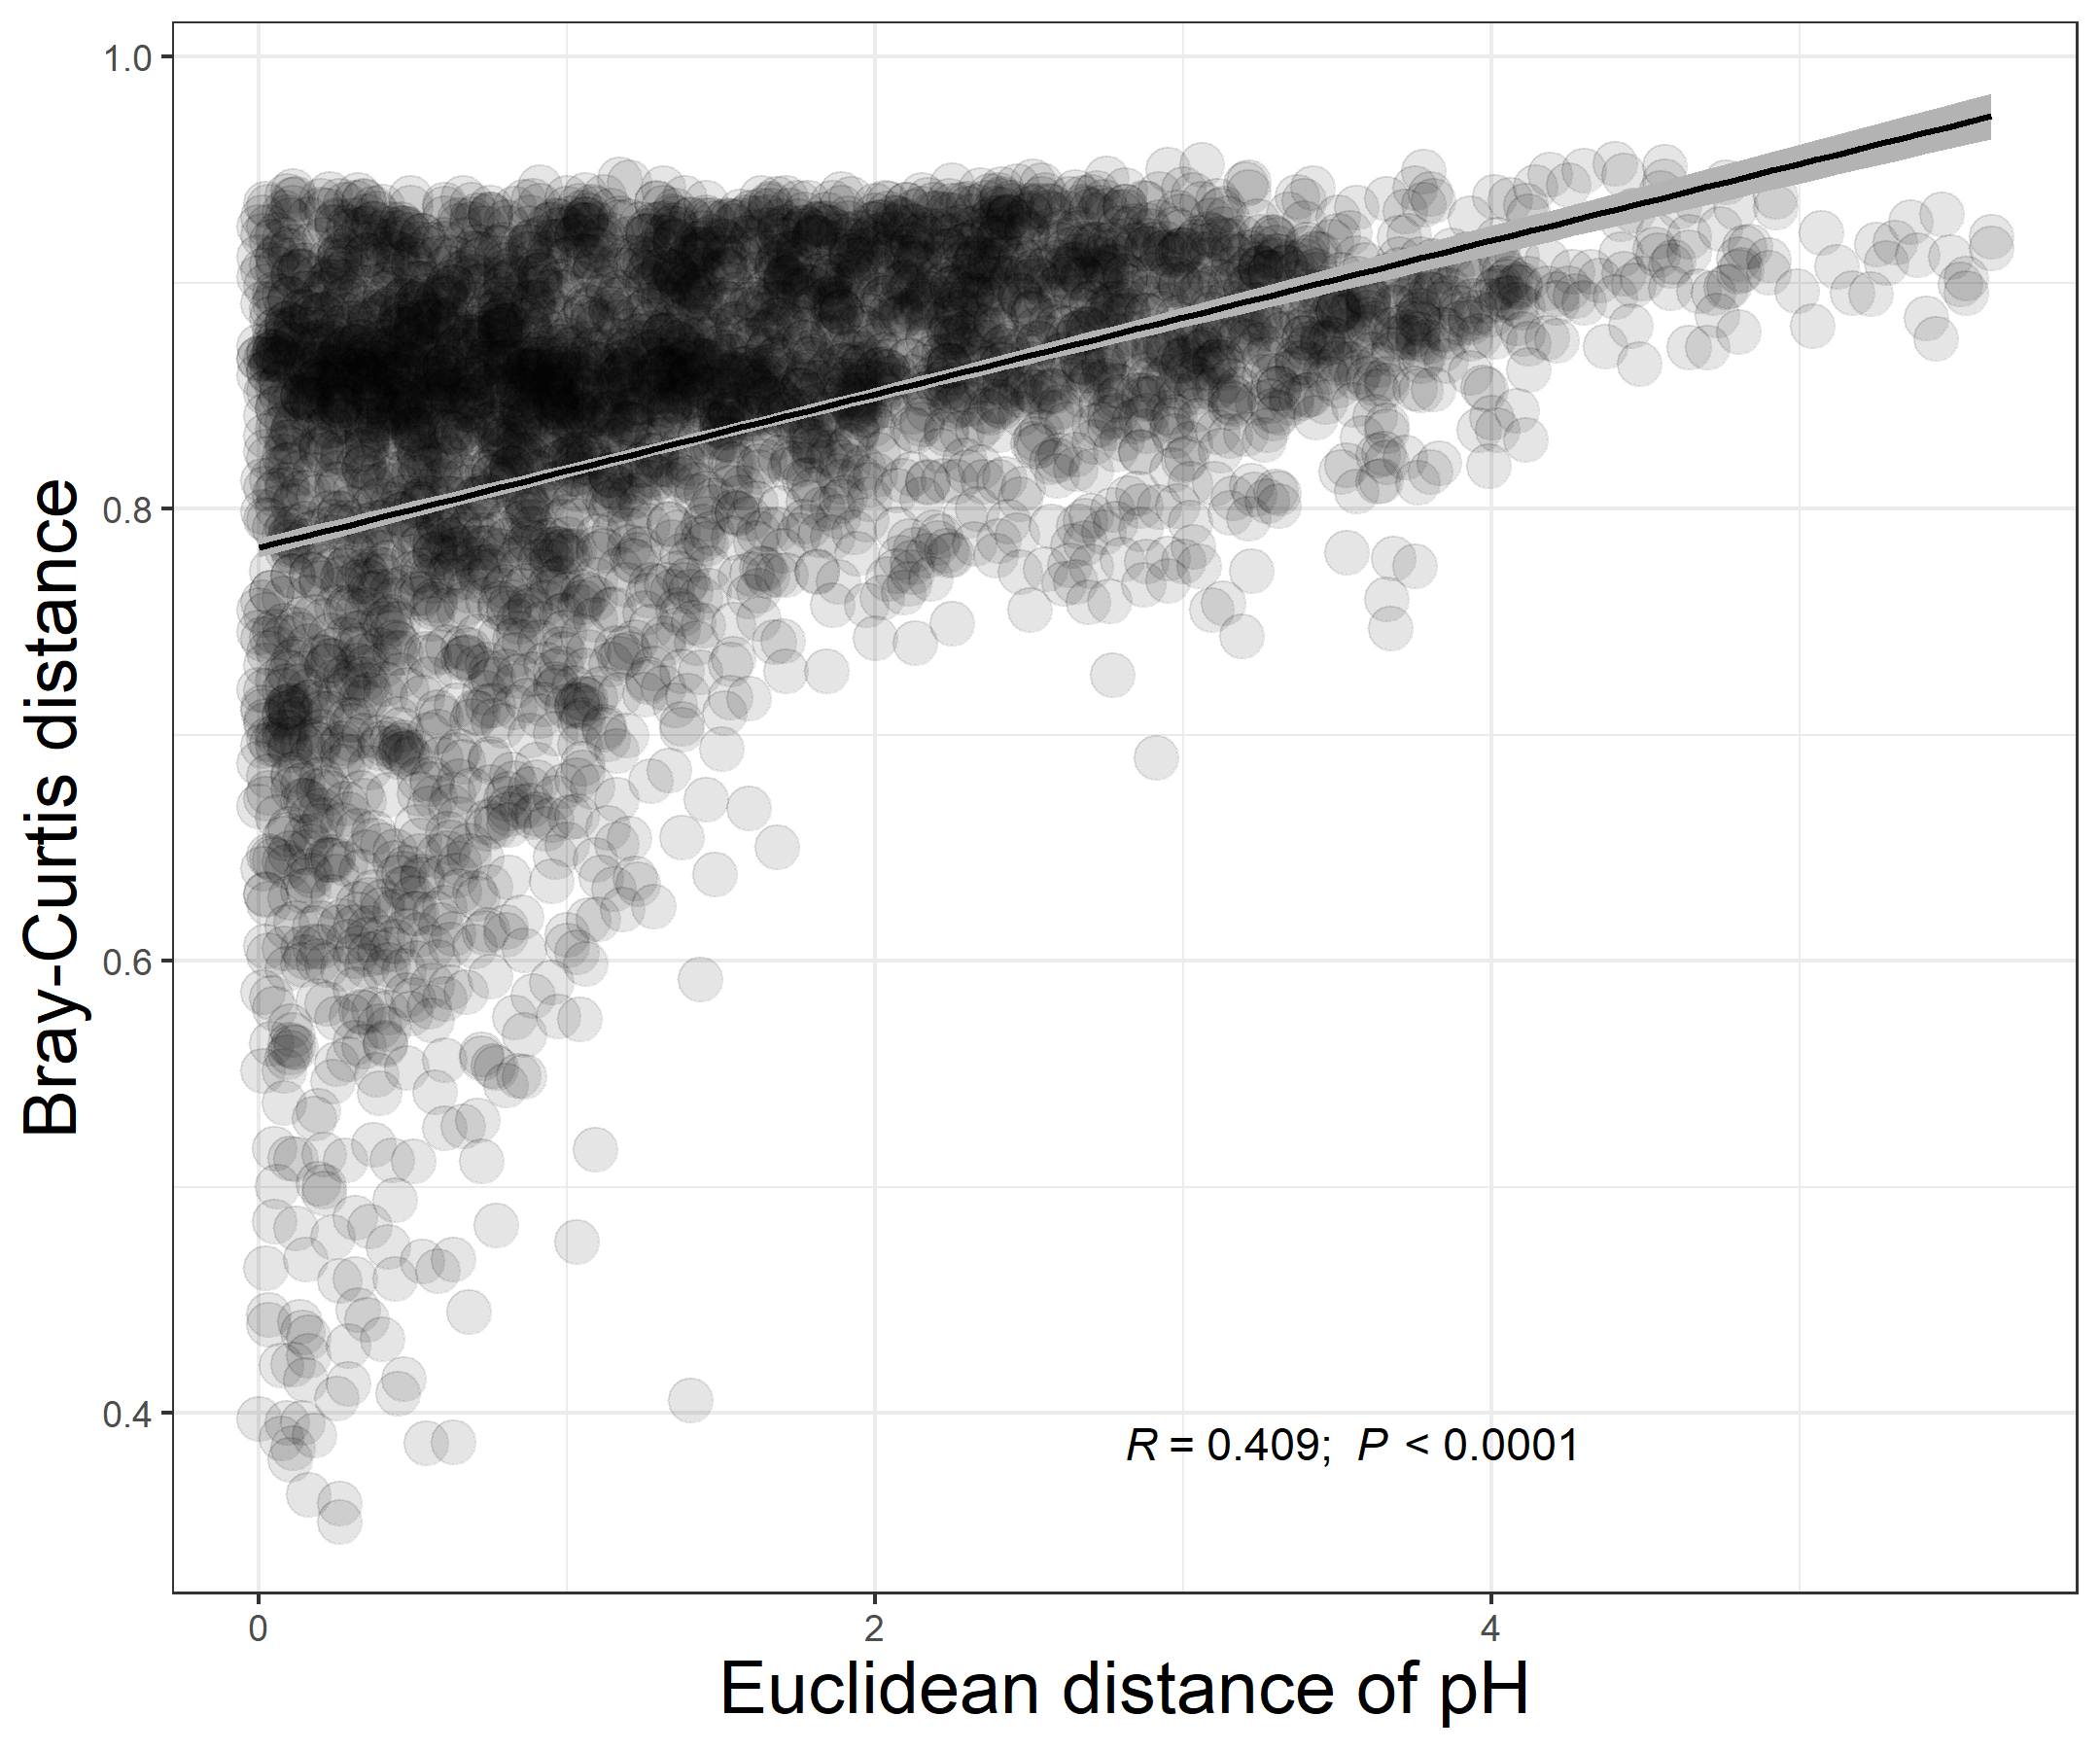 Bray-Curtis distance
1.0
0.8
0.6
0.4
R = 0.409; P < 0.0001
0 2 4
Euclidean distance of pH